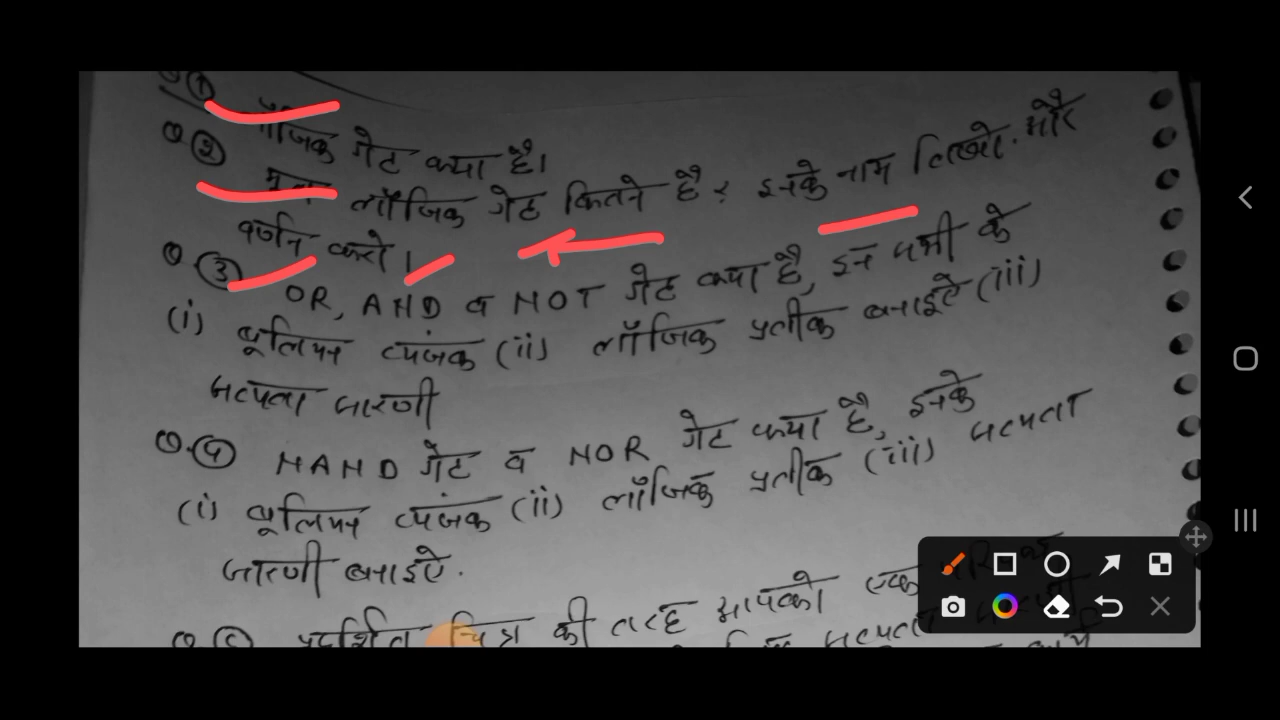 Q ① लॉजिक गेट क्या है।
Q ② मूल लॉजिक गेट कितने है? इनके नाम लिखो. और
वर्णन करो।
Q. ③ OR, AND व NOT गेट क्या है, इन सभी के
(i) बूलियन व्यंजक (ii) लॉजिक प्रतीक बनाइऐ (iii)
सत्यता सारणी
Q. ④ NAND गेट व NOR गेट क्या है, इनके
(i) बूलियन व्यंजक (ii) लॉजिक प्रतीक (iii) सत्यता
सारणी बनाइऐ.
प्रदर्शित चित्र की तरह आपको एक